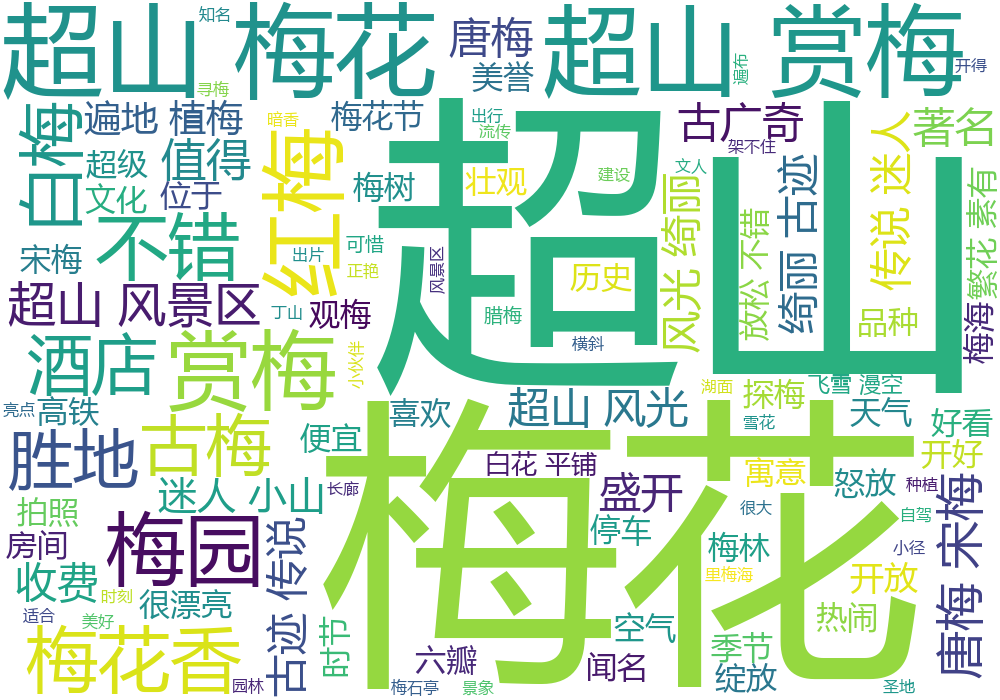 超山 梅花
知名
唐梅
美誉
超山 赏梅
遍布
开得
寻梅
白梅
遍地 植梅
暗香
梅花节
出行
流传
古广奇
架不住
著名
超级
值得
红梅
梅树
壮观
超山
建设
文人
迷人 传说
文化
位于
不错
宋梅
出片
可惜
正艳
风景区
历史
风光 绮丽
放松 不错
绮丽 古迹
繁花 素有
超山 风景区
丁山
观梅
腊梅
横斜
品种
梅海
酒店
赏梅
小伙伴
亮点
高铁
喜欢
超山 风光
湖面
探梅
飞雪 漫空
天气
好看
胜地
古梅
便宜
梅花
白花 平铺
雪花
寓意
怒放
开好
种植
拍照
迷人 小山
长廊
盛开
很大
停车
自驾
唐梅 宋梅
房间
梅园
古迹 传说
梅林
小径
收费
时刻
很漂亮
里梅海
开放
适合
美好
时节
空气
季节
热闹
梅花香
园林
六瓣
梅石亭
景象
闻名
绽放
圣地